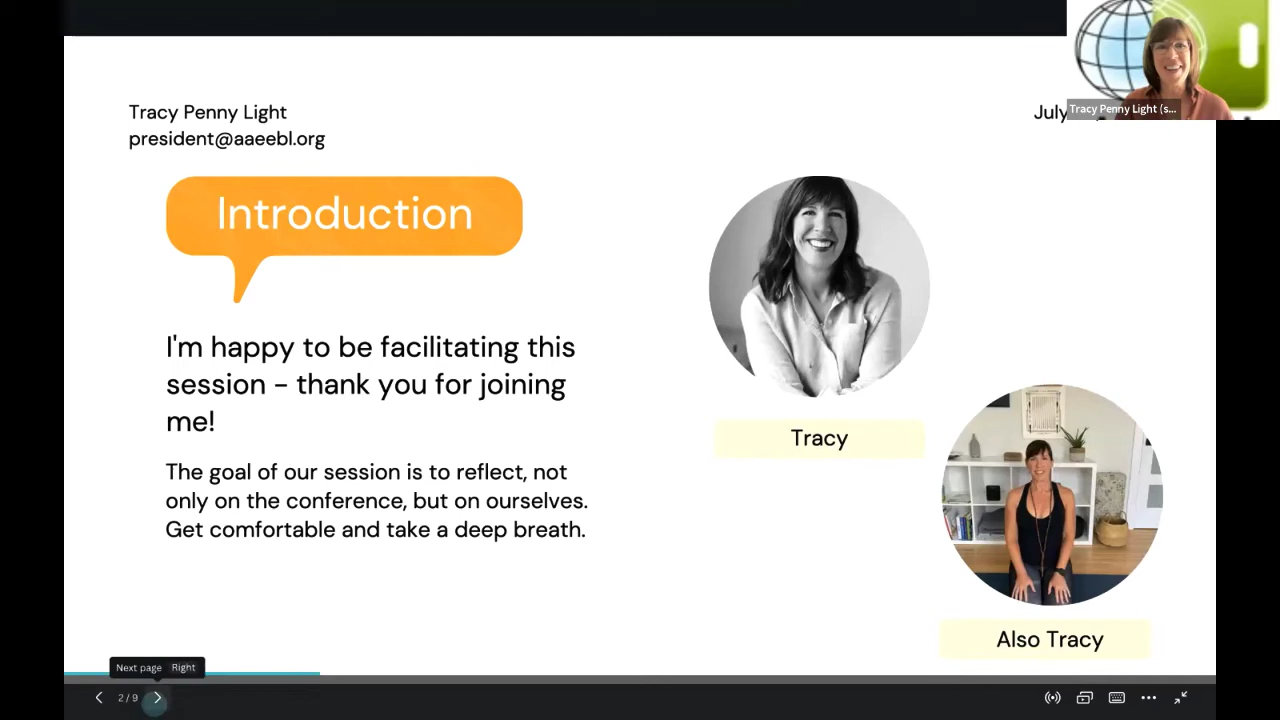 Tracy Penny Light
president@aaeebl.org
July
Tracy Penny Light (s...
Introduction
I'm happy to be facilitating this
session - thank you for joining
me!
The goal of our session is to reflect, not
only on the conference, but on ourselves.
Get comfortable and take a deep breath.
Tracy
Also Tracy
Next page Right
2 / 9